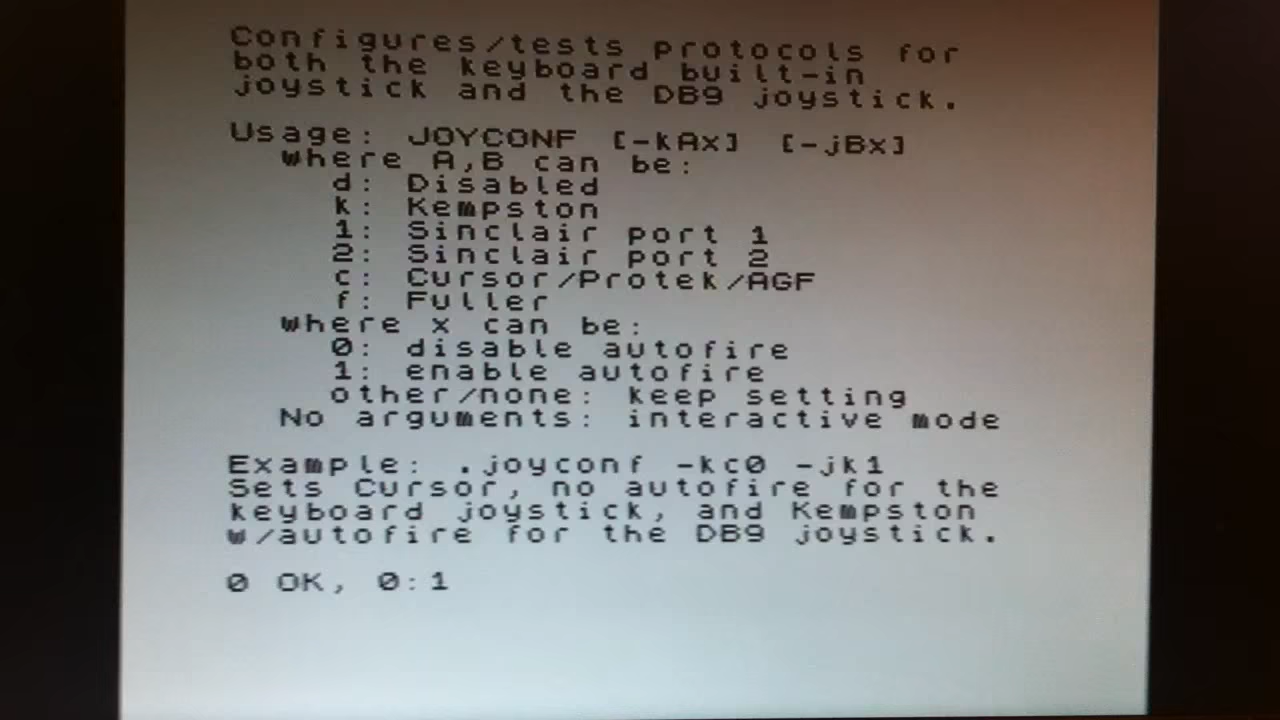 Configures/tests protocols for
both the keyboard built-in
joystick and the DB9 joystick.
Usage: JOYCONF [-kAx] [-jBx]
where A,B can be:
d: Disabled
k: Kempston
1: Sinclair port 1
2: Sinclair port 2
c: Cursor/Protek/AGF
f: Fuller
where x can be:
0: disable autofire
1: enable autofire
other/none: keep setting
No arguments: interactive mode
Example: .joyconf -kc0 -jk1
Sets Cursor, no autofire for the
keyboard joystick, and Kempston
w/autofire for the DB9 joystick.
0 OK, 0:1